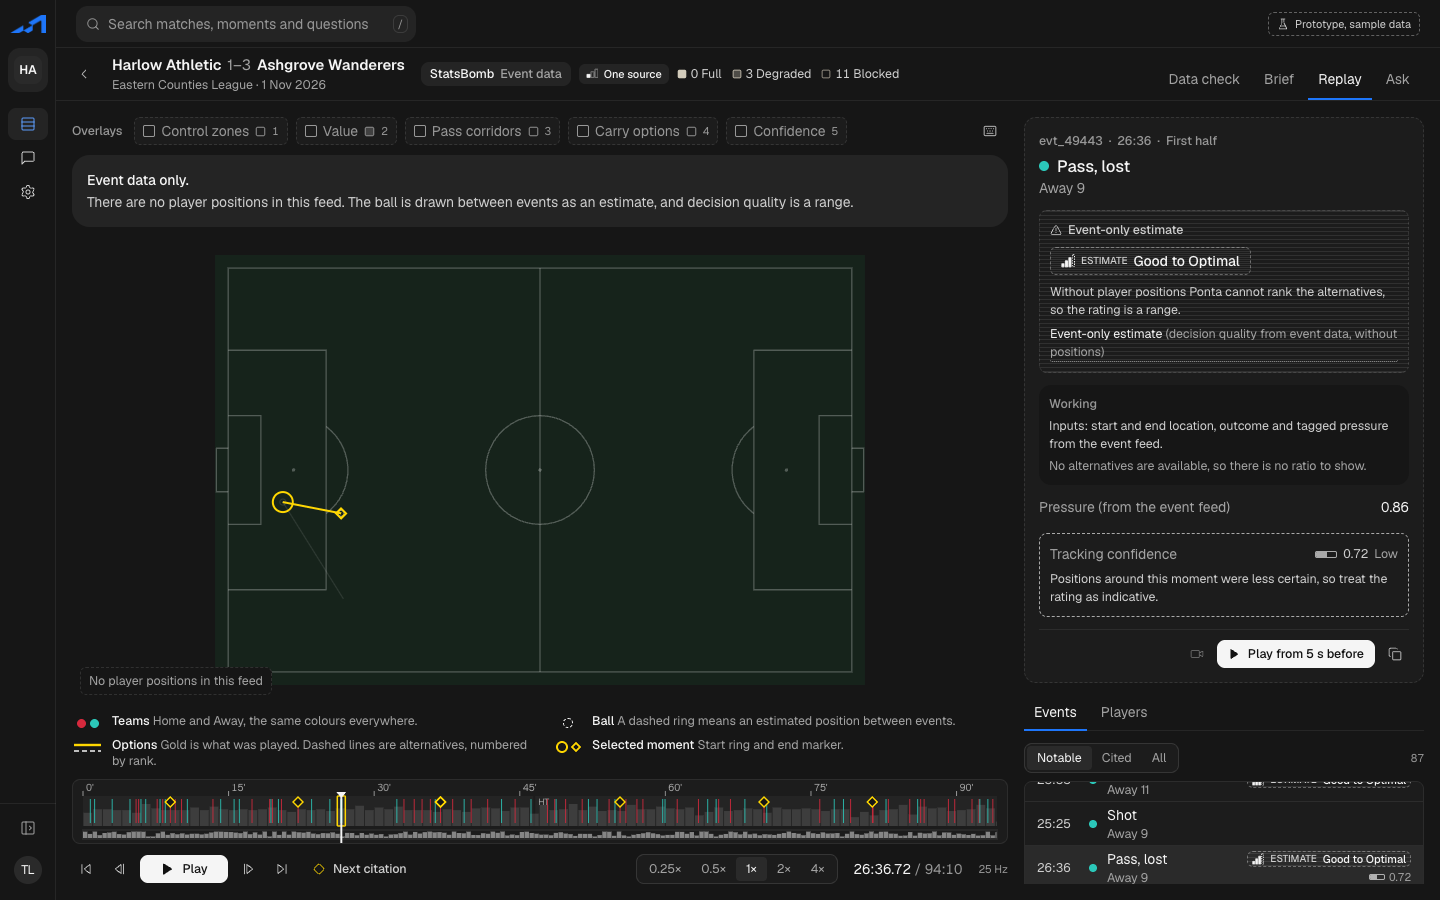 Search matches, moments and questions
/
Prototype, sample data
HA
Harlow Athletic 1–3 Ashgrove Wanderers
Eastern Counties League · 1 Nov 2026
StatsBomb Event data
One source
0 Full
3 Degraded
11 Blocked
Data check
Brief
Replay
Ask
Overlays
Control zones 1
Value 2
Pass corridors 3
Carry options 4
Confidence 5
Event data only.
There are no player positions in this feed. The ball is drawn between events as an estimate, and decision quality is a range.
No player positions in this feed
Teams Home and Away, the same colours everywhere.
Ball A dashed ring means an estimated position between events.
Options Gold is what was played. Dashed lines are alternatives, numbered
by rank.
Selected moment Start ring and end marker.
0'
15'
30'
45'
60'
75'
90'
HT
Play
Next citation
0.25×
0.5×
1×
2×
4×
26:36.72 / 94:10
25 Hz
TL
evt_49443 · 26:36 · First half
Pass, lost
Away 9
Event-only estimate
ESTIMATE Good to Optimal
Without player positions Ponta cannot rank the alternatives,
so the rating is a range.
Event-only estimate (decision quality from event data, without
positions)
Working
Inputs: start and end location, outcome and tagged pressure
from the event feed.
No alternatives are available, so there is no ratio to show.
Pressure (from the event feed) 0.86
Tracking confidence 0.72 Low
Positions around this moment were less certain, so treat the
rating as indicative.
Play from 5 s before
Events
Players
Notable
Cited
All
87
Away 11
25:25
Shot
Away 9
26:36
Pass, lost
ESTIMATE Good to Optimal
Away 9
0.72